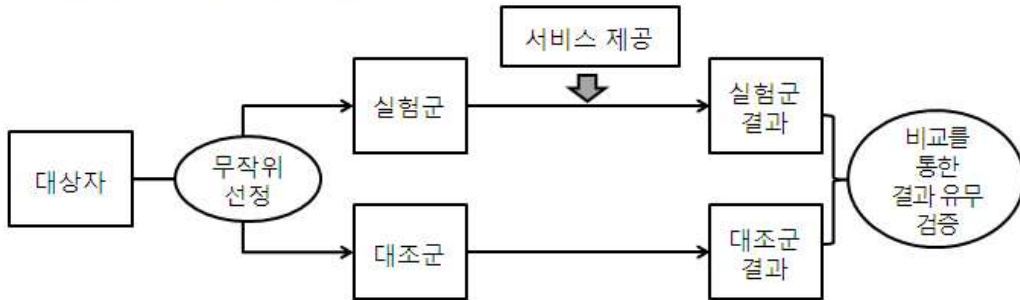 서비스 제공
대상자
무작위
선정
실험군
실험군
결과
대조군
대조군
결과
비교를
통한
결과 유무
검증